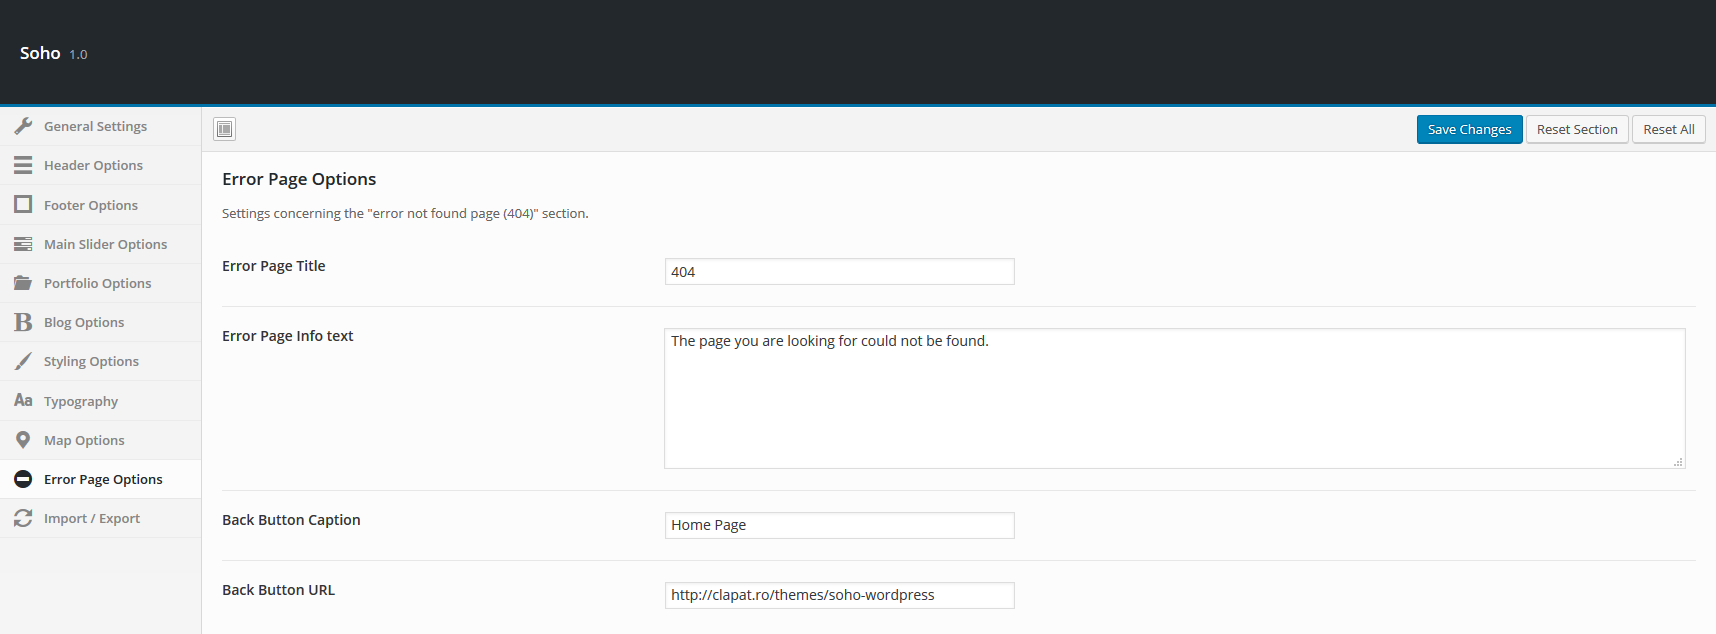 Soho 1.0
General Settings
Header Options
Footer Options
Main Slider Options
Portfolio Options
B Blog Options
Styling Options
Aa Typography
Map Options
Error Page Options
Import / Export
Save Changes Reset Section Reset All
Error Page Options
Settings concerning the "error not found page (404)" section.
Error Page Title 404
Error Page Info text The page you are looking for could not be found.
Back Button Caption Home Page
Back Button URL http://clapat.ro/themes/soho-wordpress